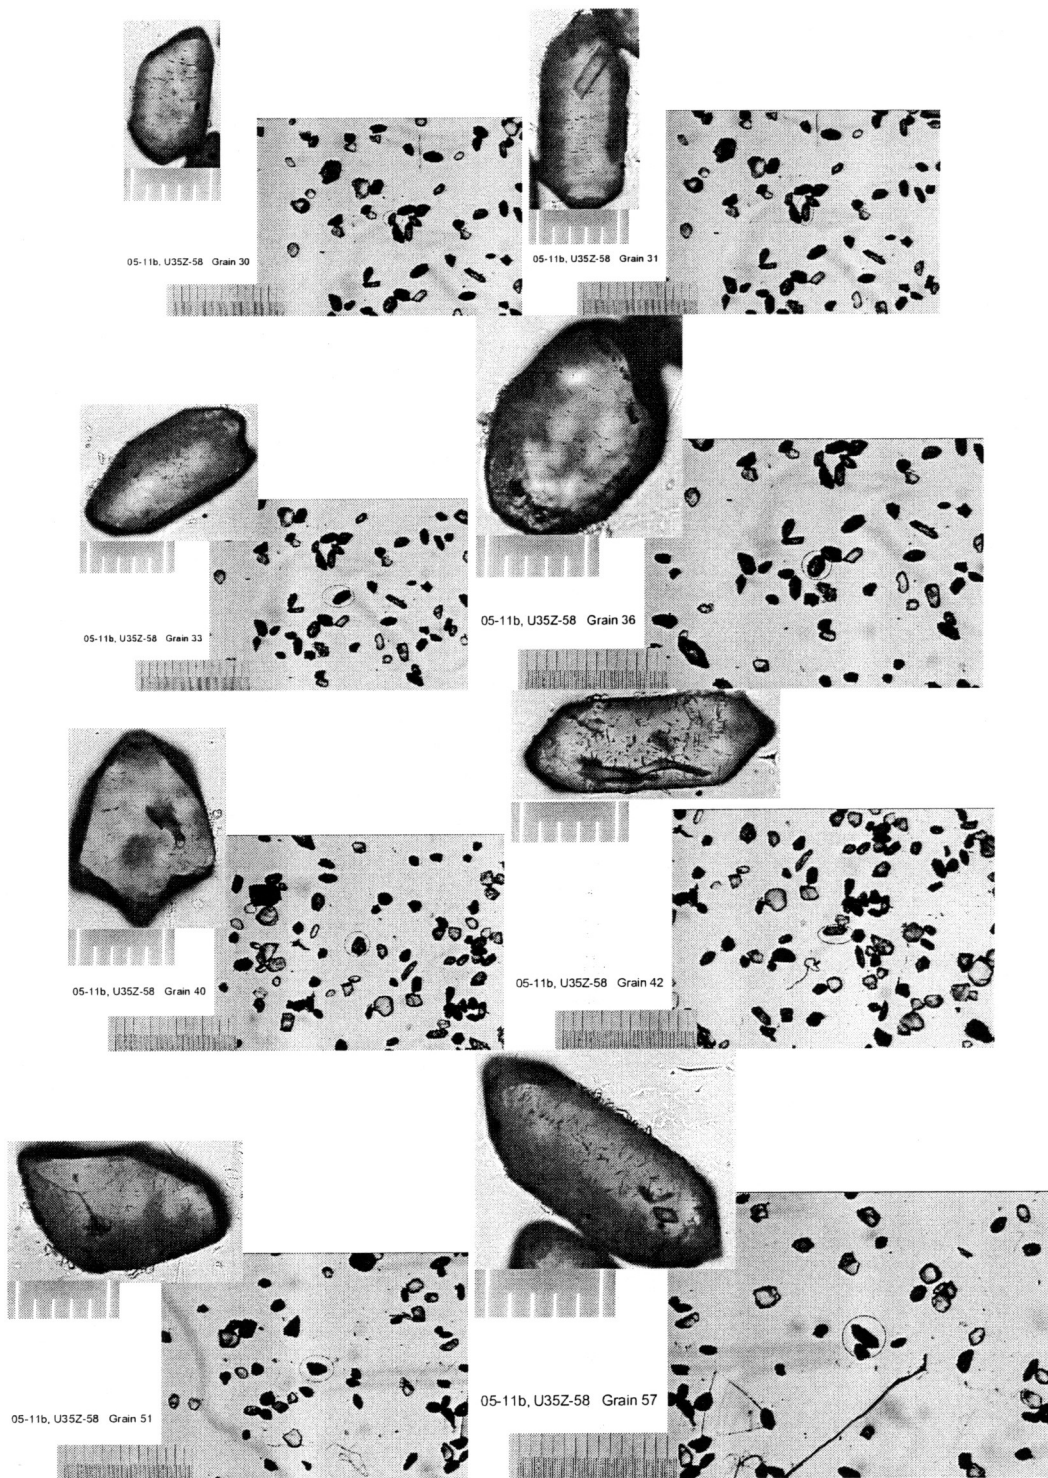 05-11b, U35Z-58 Grain 30
05-11b, U35Z-58 Grain 31
05-11b, U35Z-58 Grain 33
05-11b, U35Z-58 Grain 36
05-11b, U35Z-58 Grain 40
05-11b, U35Z-58 Grain 42
05-11b, U35Z-58 Grain 51
05-11b, U35Z-58 Grain 57